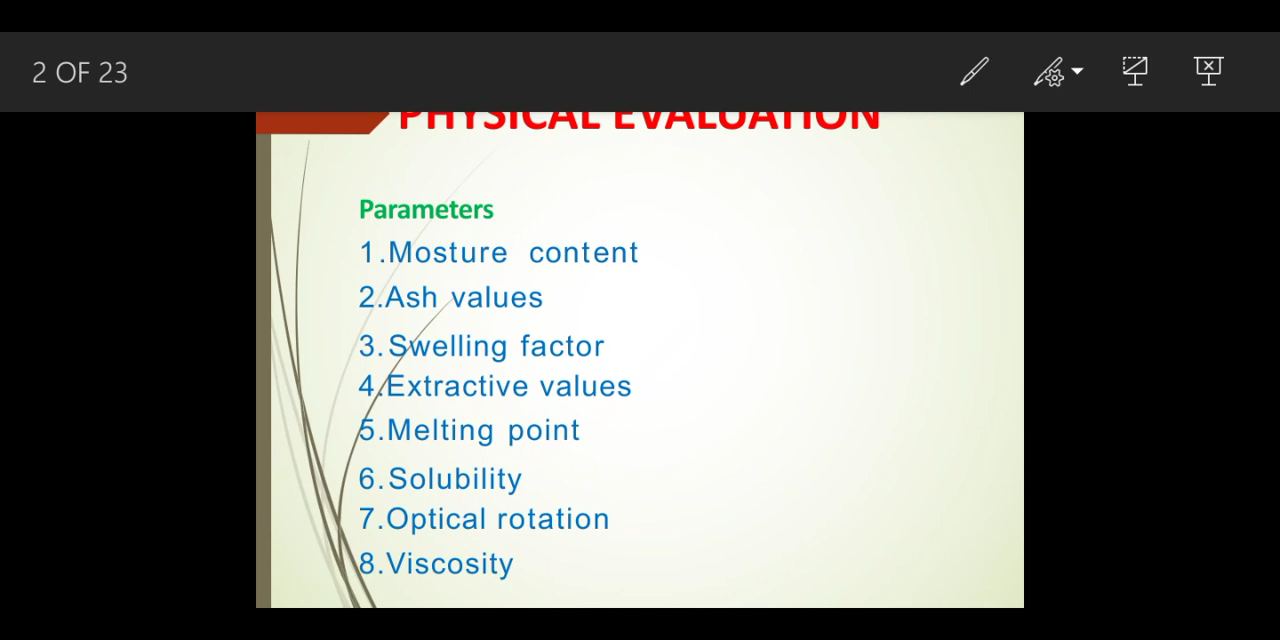 2 OF 23
PHYSICAL EVALUATION
Parameters
1.Mosture content
2.Ash values
3.Swelling factor
4.Extractive values
5.Melting point
6.Solubility
7.Optical rotation
8.Viscosity